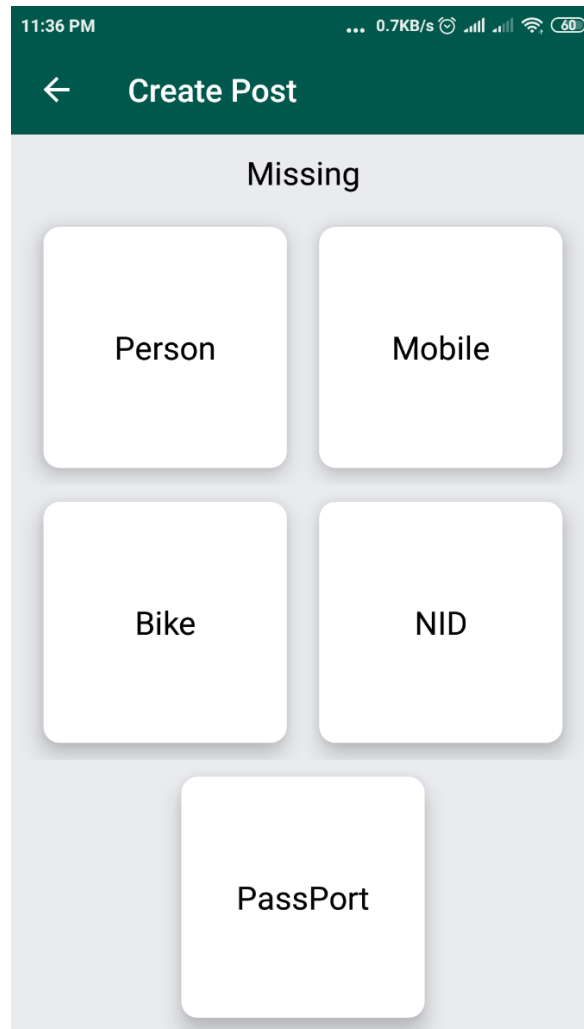 11:36 PM ... 0.7KB/s 60
Create Post
Missing
Person Mobile
Bike NID
PassPort